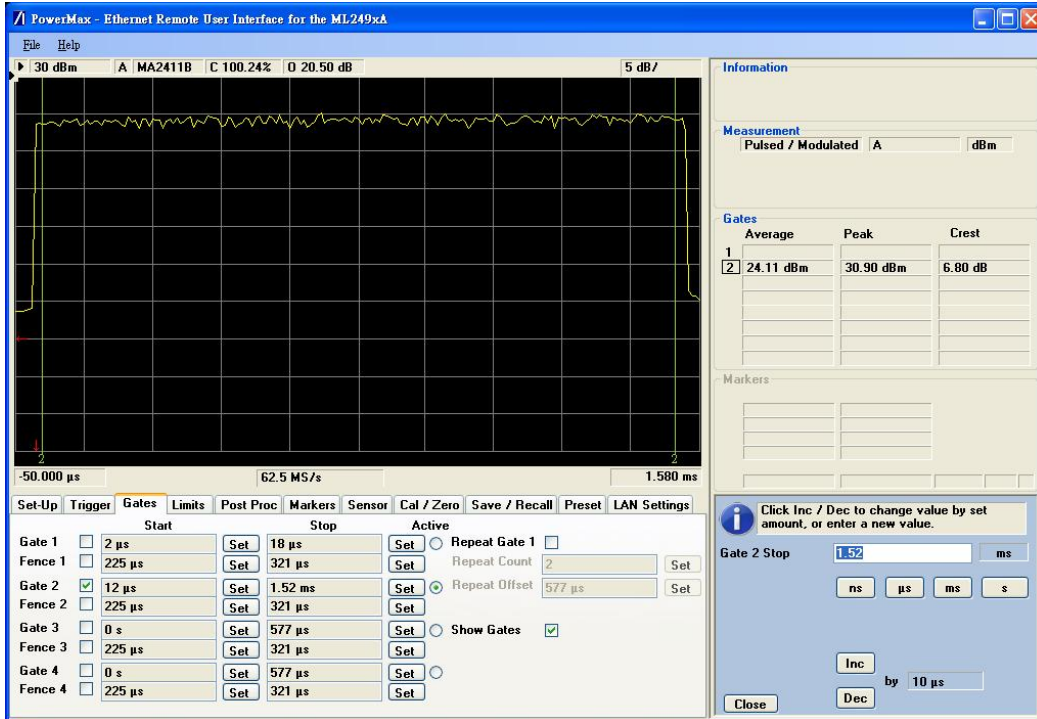 PowerMax - Ethernet Remote User Interface for the ML249xA
File Help
30 dBm A MA2411B C 100.24% O 20.50 dB 5 dB/
2 2
-50.000 µs 62.5 MS/s 1.580 ms
Set-Up Trigger Gates Limits Post Proc Markers Sensor Cal / Zero Save / Recall Preset LAN Settings
Start Stop Active
Gate 1 2 µs Set 18 µs Set Repeat Gate 1
Fence 1 225 µs Set 321 µs Set Repeat Count 2 Set
Gate 2 12 µs Set 1.52 ms Set Repeat Offset 577 µs Set
Fence 2 225 µs Set 321 µs Set
Gate 3 0 s Set 577 µs Set Show Gates
Fence 3 225 µs Set 321 µs Set
Gate 4 0 s Set 577 µs Set
Fence 4 225 µs Set 321 µs Set
Information
Measurement
Pulsed / Modulated A dBm
Gates
Average Peak Crest
1
2 24.11 dBm 30.90 dBm 6.80 dB
Markers
Click Inc / Dec to change value by set
amount, or enter a new value.
Gate 2 Stop 1.52 ms
ns µs ms s
Inc
by 10 µs
Dec
Close